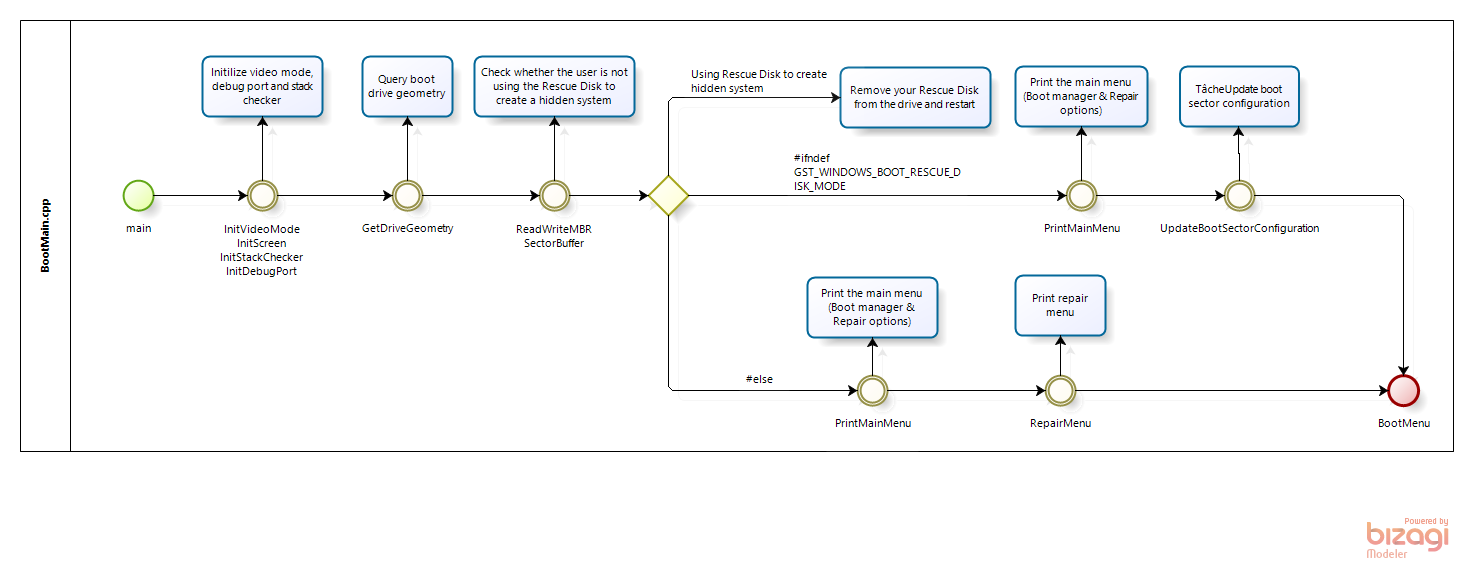 BootMain.cpp
Initilize video mode,
debug port and stack
checker
Query boot
drive geometry
Check whether the user is not
using the Rescue Disk to
create a hidden system
Using Rescue Disk to create
hidden system
Remove your Rescue Disk
from the drive and restart
Print the main menu
(Boot manager & Repair
options)
TâcheUpdate boot
sector configuration
#ifndef
GST_WINDOWS_BOOT_RESCUE_D
ISK_MODE
main
InitVideoMode
InitScreen
InitStackChecker
InitDebugPort
GetDriveGeometry
ReadWriteMBR
SectorBuffer
PrintMainMenu
UpdateBootSectorConfiguration
Print the main menu
(Boot manager &
Repair options)
Print repair
menu
#else
PrintMainMenu
RepairMenu
BootMenu
Powered by
bizagi
Modeler